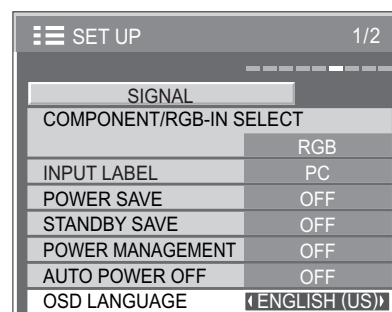 SET UP 1/2
SIGNAL
COMPONENT/RGB-IN SELECT
RGB
INPUT LABEL PC
POWER SAVE OFF
STANDBY SAVE OFF
POWER MANAGEMENT OFF
AUTO POWER OFF OFF
OSD LANGUAGE ENGLISH (US)